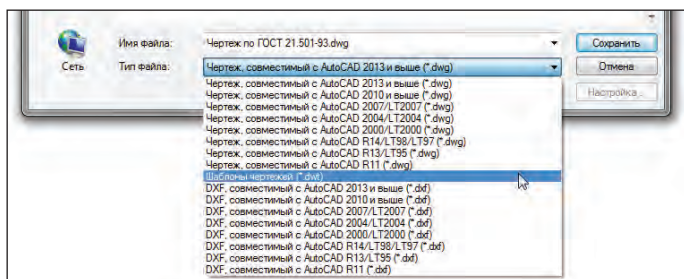 Имя файла: Чертеж по ГОСТ 21.501-93.dwg Сохранить
Сеть Тип файла: Чертеж, совместимый с AutoCAD 2013 и выше (*.dwg) Отмена
Настройка...
Чертеж, совместимый с AutoCAD 2013 и выше (*.dwg)
Чертеж, совместимый с AutoCAD 2010 и выше (*.dwg)
Чертеж, совместимый с AutoCAD 2007/LT2007 (*.dwg)
Чертеж, совместимый с AutoCAD 2004/LT2004 (*.dwg)
Чертеж, совместимый с AutoCAD 2000/LT2000 (*.dwg)
Чертеж, совместимый с AutoCAD R14/LT98/LT97 (*.dwg)
Чертеж, совместимый с AutoCAD R13/LT95 (*.dwg)
Чертеж, совместимый с AutoCAD R11 (*.dwg)
Шаблоны чертежей (*.dwt)
DXF, совместимый с AutoCAD 2013 и выше (*.dxf)
DXF, совместимый с AutoCAD 2010 и выше (*.dxf)
DXF, совместимый с AutoCAD 2007/LT2007 (*.dxf)
DXF, совместимый с AutoCAD 2004/LT2004 (*.dxf)
DXF, совместимый с AutoCAD 2000/LT2000 (*.dxf)
DXF, совместимый с AutoCAD R14/LT98/LT97 (*.dxf)
DXF, совместимый с AutoCAD R13/LT95 (*.dxf)
DXF, совместимый с AutoCAD R11 (*.dxf)